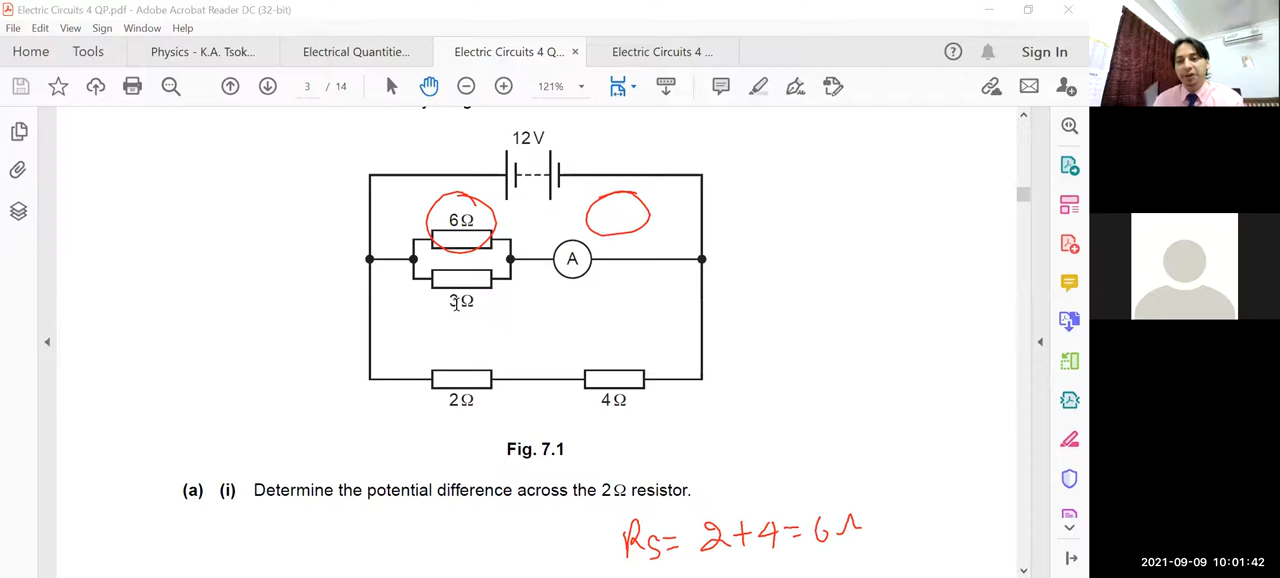 Electric Circuits 4 QP.pdf - Adobe Acrobat Reader DC (32-bit)
File Edit View Sign Window Help
Home Tools Physics - K.A. Tsok... Electrical Quantitie... Electric Circuits 4 Q... × Electric Circuits 4 ... Sign In
3 / 14 121%
12 V
6 Ω
A
3 Ω
2 Ω 4 Ω
Fig. 7.1
(a) (i) Determine the potential difference across the 2 Ω resistor.
Rs = 2 + 4 = 6 Ω
2021-09-09 10:01:42